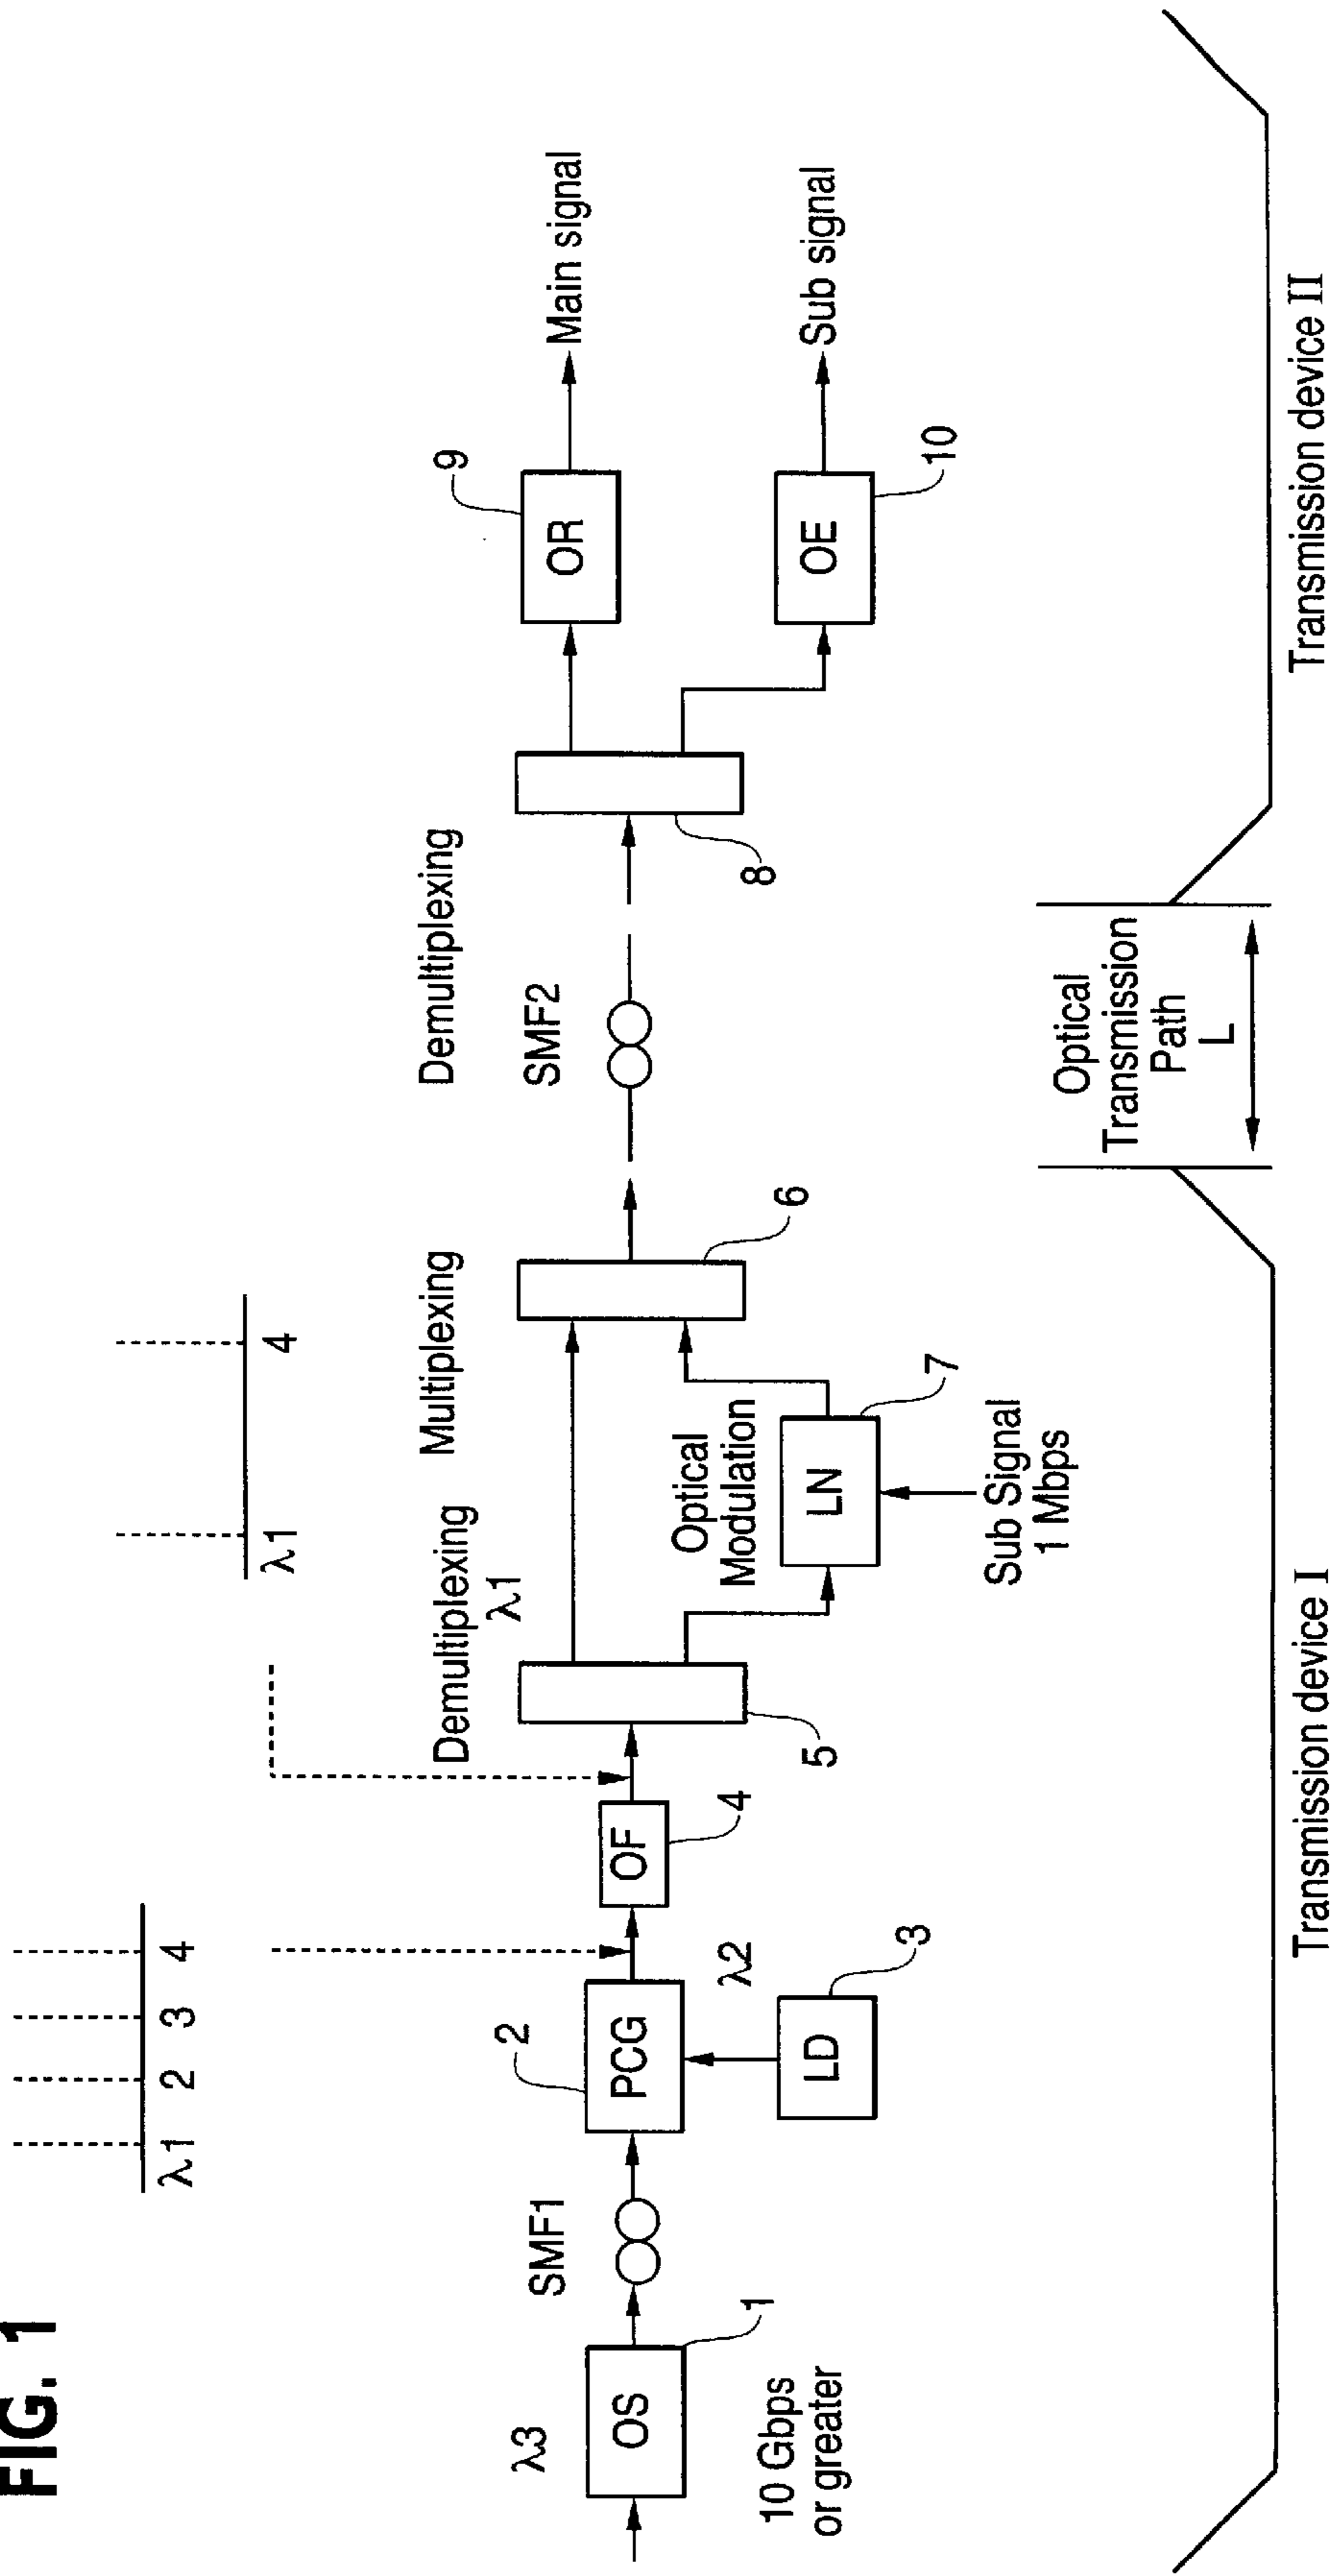 FIG. 1
λ1 2 3 4
λ1 4
λ3
OS
1
10 Gbps
or greater
SMF1
2
PCG
λ2
LD
3
OF
4
Demultiplexing
λ1
5
Optical
Modulation
LN
7
Sub Signal
1 Mbps
Multiplexing
6
SMF2
Demultiplexing
8
9
OR
Main signal
OE
10
Sub signal
Transmission device I
Optical
Transmission
Path
L
Transmission device II